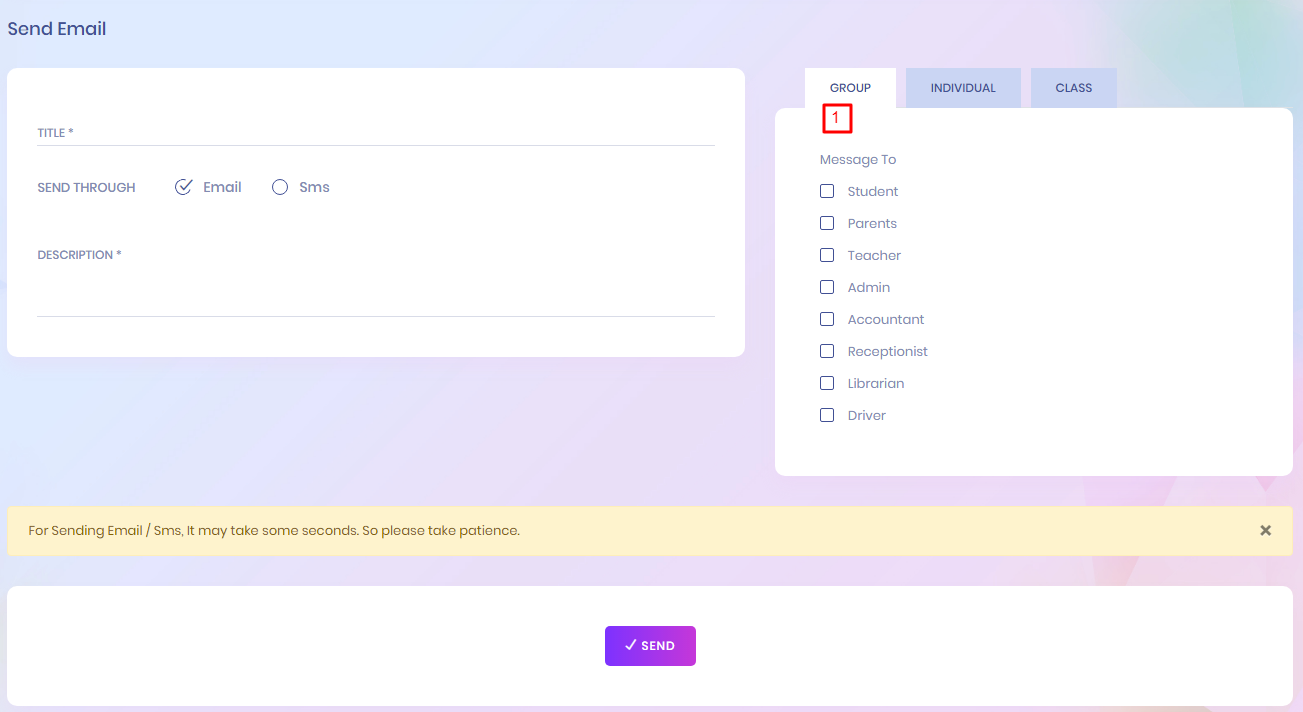 Send Email
TITLE *
SEND THROUGH Email Sms
DESCRIPTION *
GROUP INDIVIDUAL CLASS
1
Message To
Student
Parents
Teacher
Admin
Accountant
Receptionist
Librarian
Driver
For Sending Email / Sms, It may take some seconds. So please take patience.
SEND